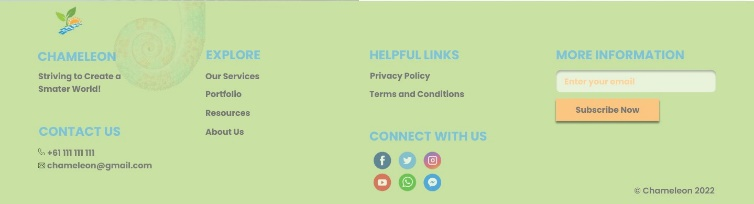 CHAMELEON
Striving to Create a
Smater World!
CONTACT US
+61 111 111 111
chameleon@gmail.com
EXPLORE
Our Services
Portfolio
Resources
About Us
HELPFUL LINKS
Privacy Policy
Terms and Conditions
CONNECT WITH US
MORE INFORMATION
Enter your email
Subscribe Now
© Chameleon 2022